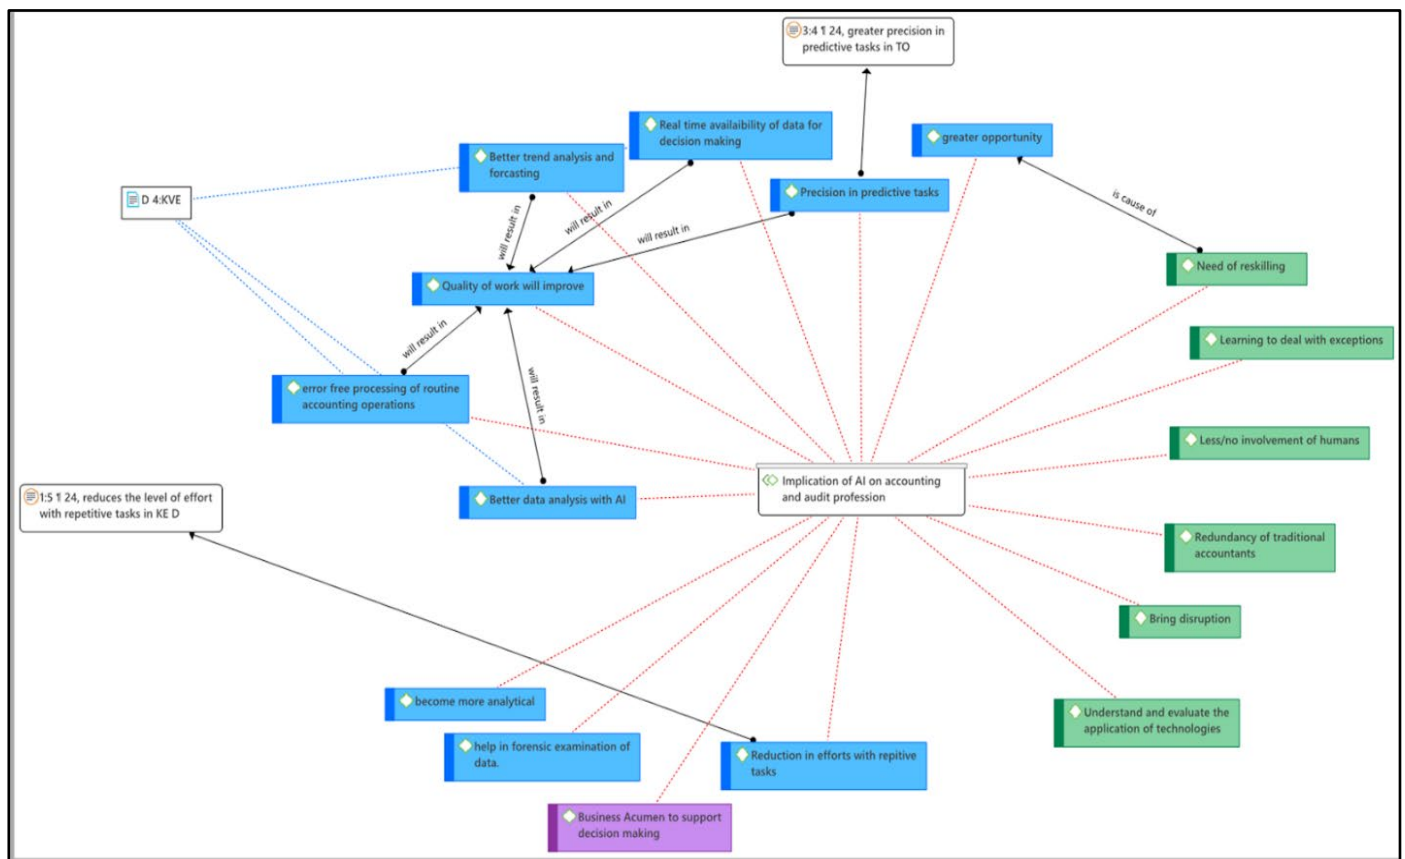 3:4 ¶ 24, greater precision in
predictive tasks in TO
Real time availaibility of data for
decision making
greater opportunity
Better trend analysis and
forcasting
Precision in predictive tasks
D 4:KVE
is cause of
will result in
will result in
will result in
Need of reskilling
Quality of work will improve
Learning to deal with exceptions
will result in
will result in
error free processing of routine
accounting operations
Less/no involvement of humans
Implication of AI on accounting
and audit profession
1:5 ¶ 24, reduces the level of effort
with repetitive tasks in KE D
Better data analysis with AI
Redundancy of traditional
accountants
Bring disruption
become more analytical
Understand and evaluate the
application of technologies
help in forensic examination of
data.
Reduction in efforts with repitive
tasks
Business Acumen to support
decision making